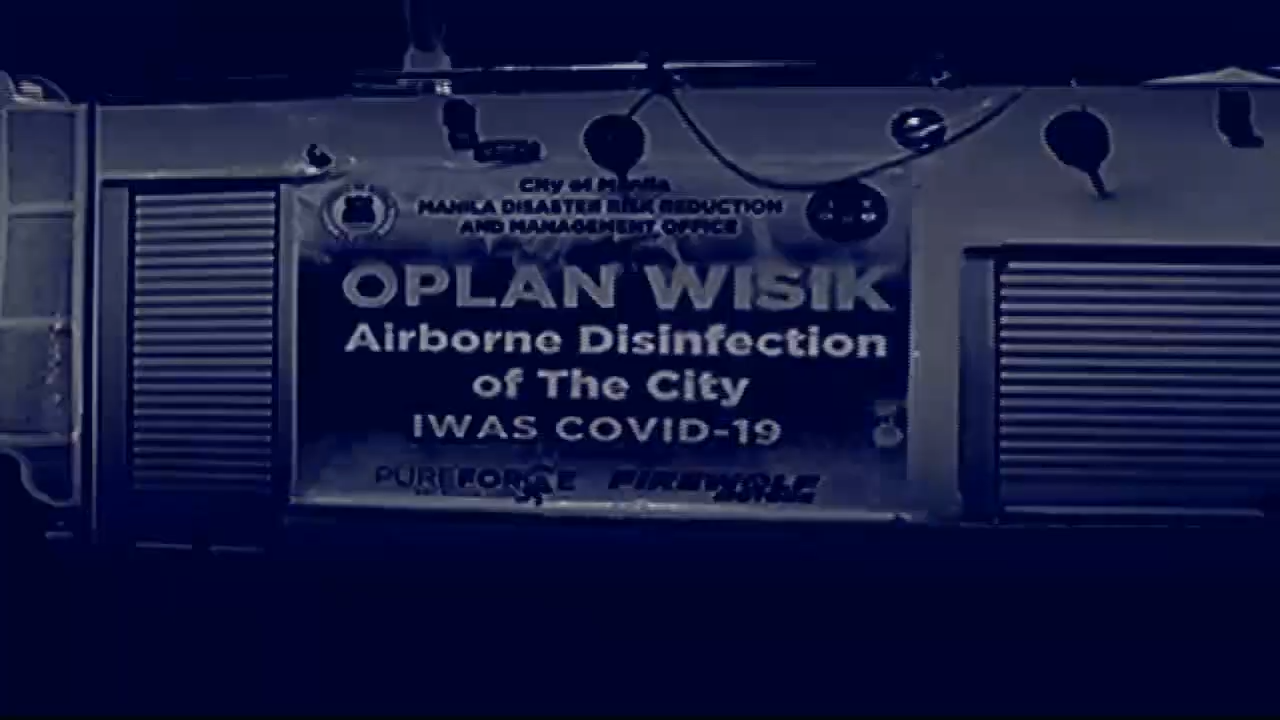 City of Manila
MANILA DISASTER RISK REDUCTION
AND MANAGEMENT OFFICE
OPLAN WISIK
Airborne Disinfection
of The City
IWAS COVID-19
PUREFORCE FIREWOLF